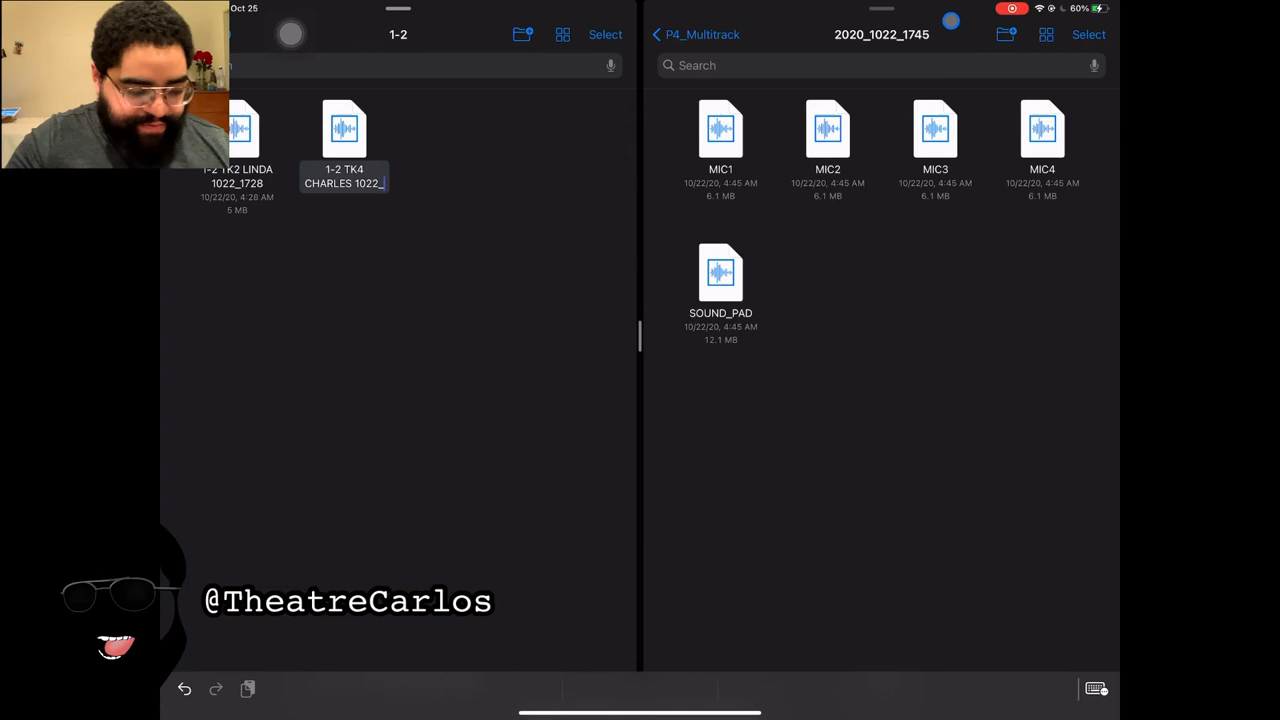 Oct 25
1-2
Select
1-2 TK2 LINDA
1022_1728
10/22/20, 4:28 AM
5 MB
1-2 TK4
CHARLES 1022_
60%
P4_Multitrack
2020_1022_1745
Select
Search
MIC1
10/22/20, 4:45 AM
6.1 MB
MIC2
10/22/20, 4:45 AM
6.1 MB
MIC3
10/22/20, 4:45 AM
6.1 MB
MIC4
10/22/20, 4:45 AM
6.1 MB
SOUND_PAD
10/22/20, 4:45 AM
12.1 MB
@TheatreCarlos